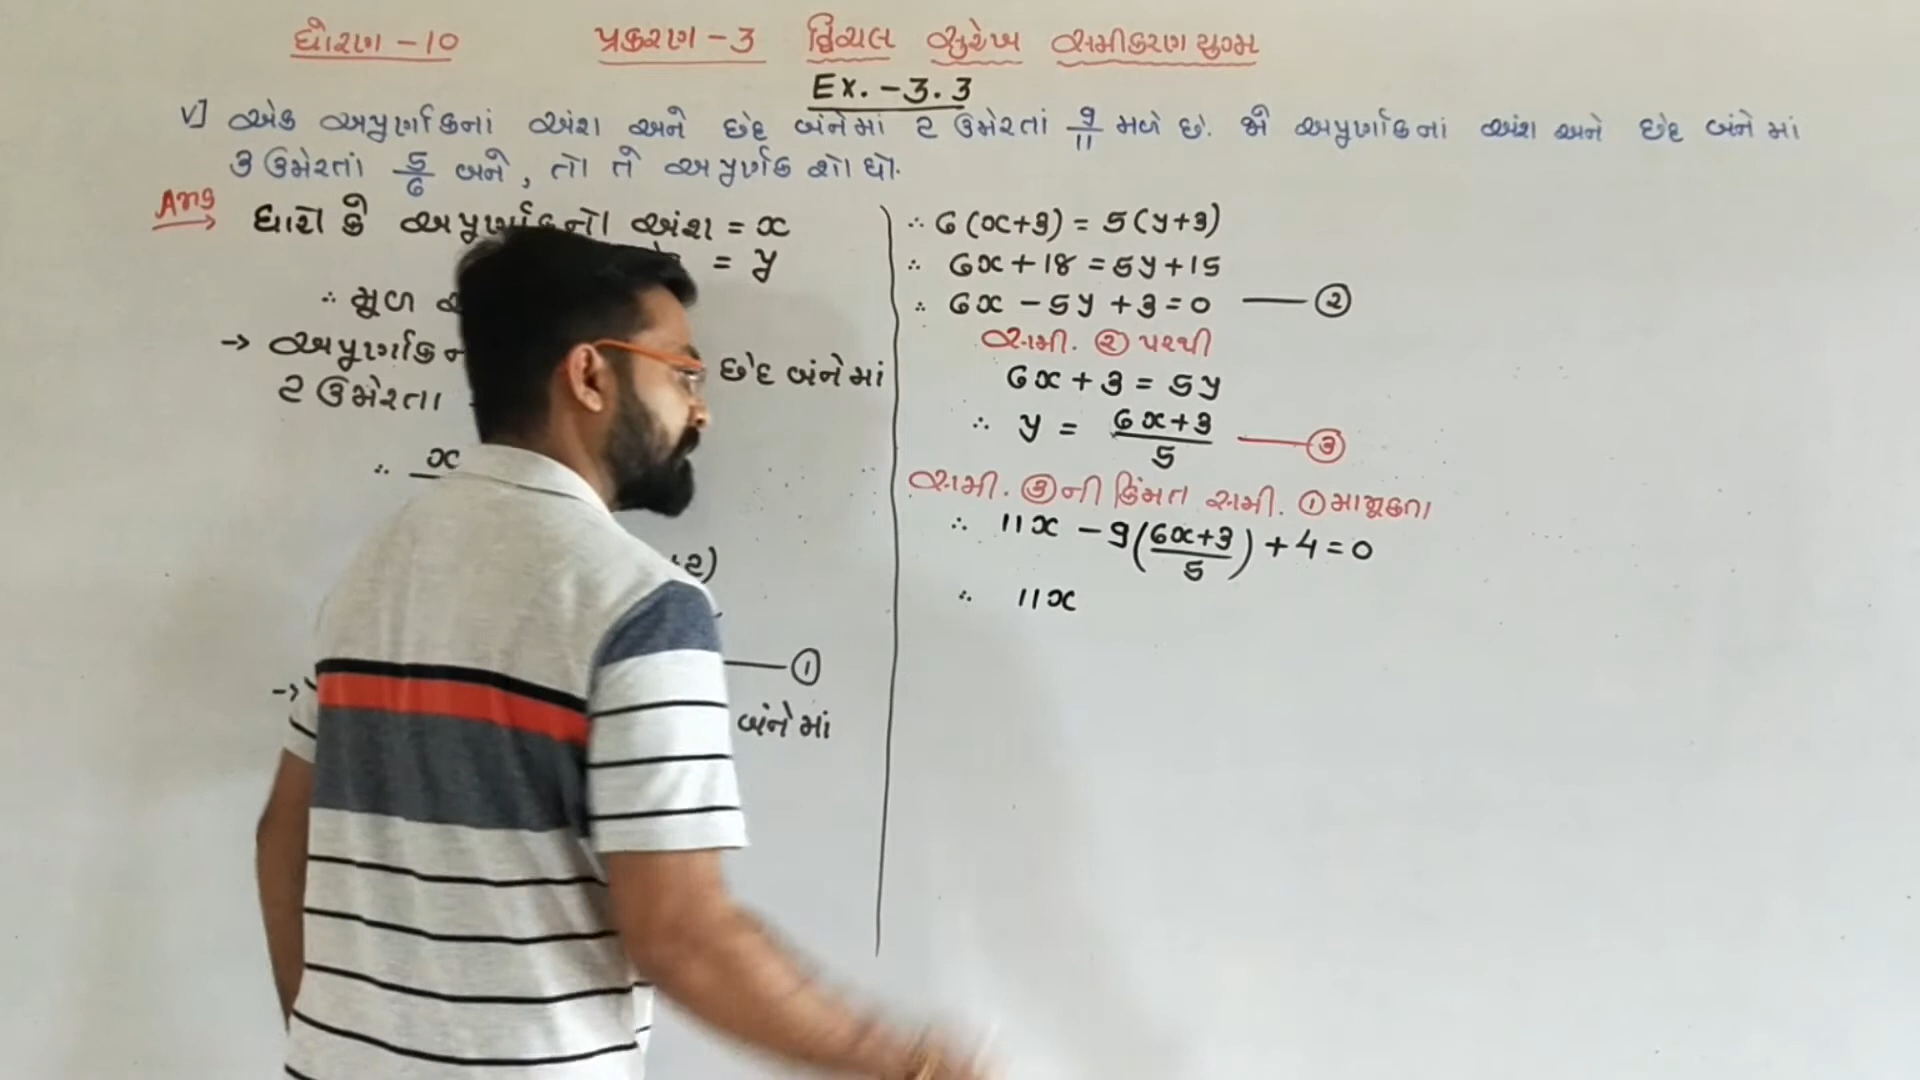 ધોરણ - 10 પ્રકરણ - 3 દ્વિચલ સુરેખ સમીકરણ યુગ્મ
Ex. - 3.3
V] એક અપૂર્ણાંકનાં અંશ અને છેદ બંનેમાં 2 ઉમેરતાં 9/11 મળે છે. જો અપૂર્ણાંકનાં અંશ અને છેદ બંને માં
3 ઉમેરતાં 5/6 બને, તો તે અપૂર્ણાંક શોધો.
Ans → ધારો કે અપૂર્ણાંકનો અંશ = x
= y
∴ મૂળ
→ અપૂર્ણાંકન છેદ બંનેમાં
2 ઉમેરતા
∴ x
+2)
—— ①
→ બંનેમાં
∴ 6(x+3) = 5(y+3)
∴ 6x+18 = 5y+15
∴ 6x - 5y + 3 = 0 —— ②
સમી. ② પરથી
6x + 3 = 5y
∴ y = (6x+3)/5 —— ③
સમી. ③ની કિંમત સમી. ① મા મૂકતા
∴ 11x - 9((6x+3)/5) + 4 = 0
∴ 11x